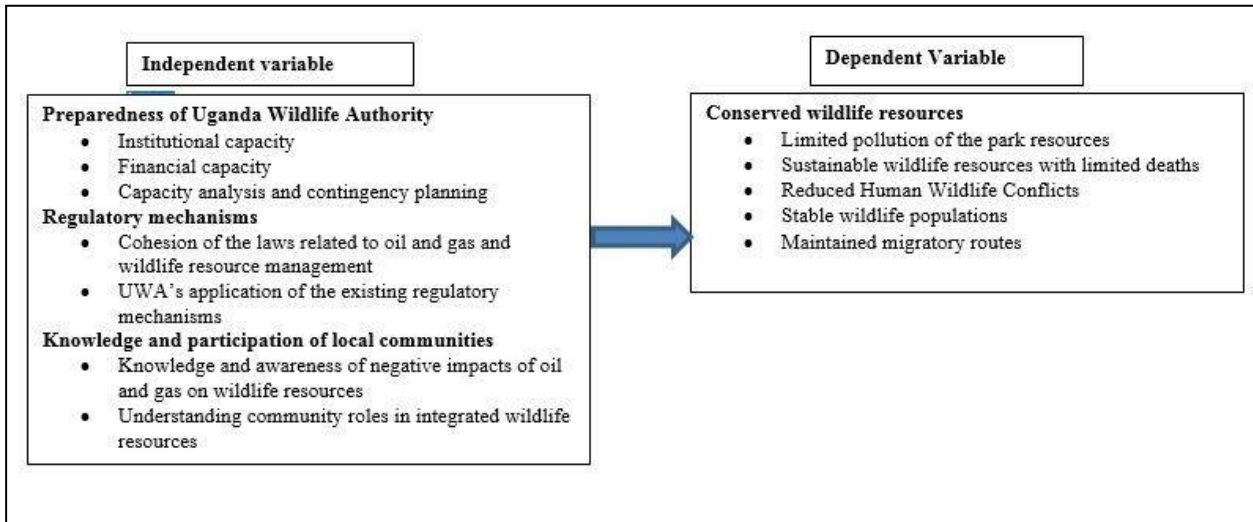 Independent variable
Preparedness of Uganda Wildlife Authority
• Institutional capacity
• Financial capacity
• Capacity analysis and contingency planning
Regulatory mechanisms
• Cohesion of the laws related to oil and gas and
wildlife resource management
• UWA's application of the existing regulatory
mechanisms
Knowledge and participation of local communities
• Knowledge and awareness of negative impacts of oil
and gas on wildlife resources
• Understanding community roles in integrated wildlife
resources
Dependent Variable
Conserved wildlife resources
• Limited pollution of the park resources
• Sustainable wildlife resources with limited deaths
• Reduced Human Wildlife Conflicts
• Stable wildlife populations
• Maintained migratory routes